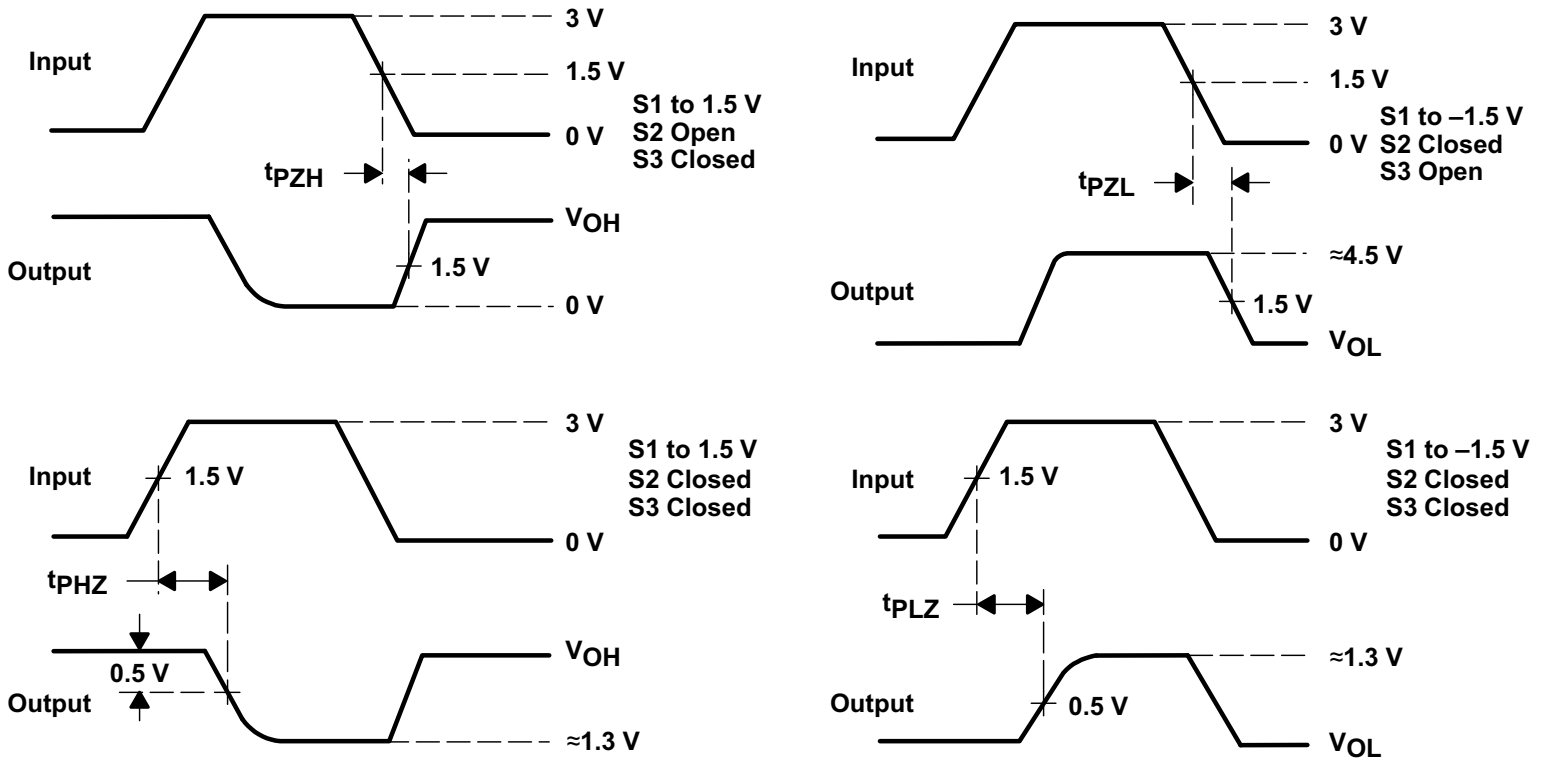 3 V
Input
1.5 V
S1 to 1.5 V
0 V
S2 Open
S3 Closed
tPZH
VOH
Output
1.5 V
0 V
3 V
Input
1.5 V
S1 to –1.5 V
0 V
S2 Closed
S3 Open
tPZL
≈4.5 V
Output
1.5 V
VOL
3 V
S1 to 1.5 V
Input
1.5 V
S2 Closed
S3 Closed
0 V
tPHZ
VOH
0.5 V
Output
≈1.3 V
3 V
S1 to –1.5 V
Input
1.5 V
S2 Closed
S3 Closed
0 V
tPLZ
≈1.3 V
Output
0.5 V
VOL